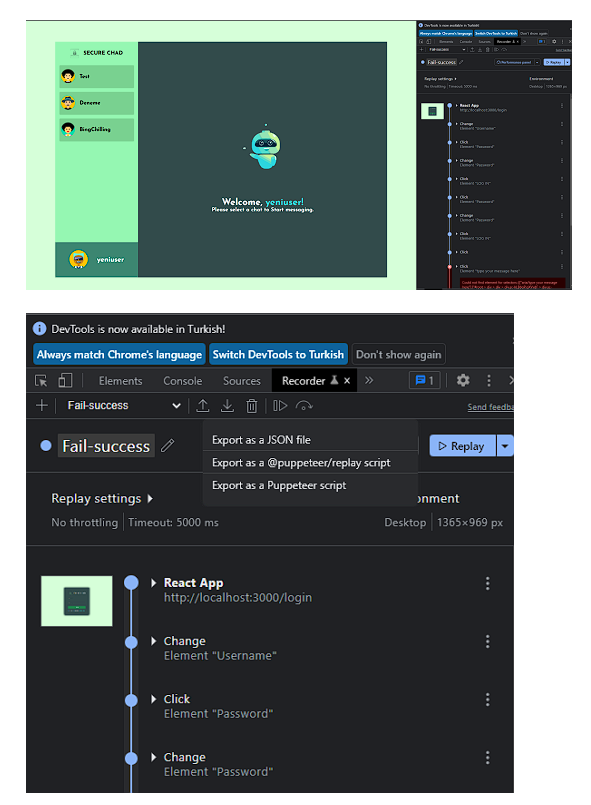 SECURE CHAD
Test
Deneme
BingChilling
Welcome, yeniuser!
Please select a chat to Start messaging.
yeniuser
DevTools is now available in Turkish!
Always match Chrome's language Switch DevTools to Turkish Don't show again
Elements Console Sources Recorder 1
Fail-success
Fail-success Performance panel Replay
Replay settings Environment
No throttling Timeout: 5000 ms Desktop 1365×969 px
React App
http://localhost:3000/login
Change
Element "Username"
Click
Element "Password"
Change
Element "Password"
Click
Element "LOG IN"
Click
Element "Password"
Change
Element "Password"
Click
Element "LOG IN"
Click
Click
Element "type your message here"
DevTools is now available in Turkish!
Always match Chrome's language Switch DevTools to Turkish Don't show again
Elements Console Sources Recorder 1
Fail-success Send feedba
Export as a JSON file
Fail-success Replay
Export as a @puppeteer/replay script
Export as a Puppeteer script
Replay settings onment
No throttling Timeout: 5000 ms Desktop 1365×969 px
React App
http://localhost:3000/login
Change
Element "Username"
Click
Element "Password"
Change
Element "Password"